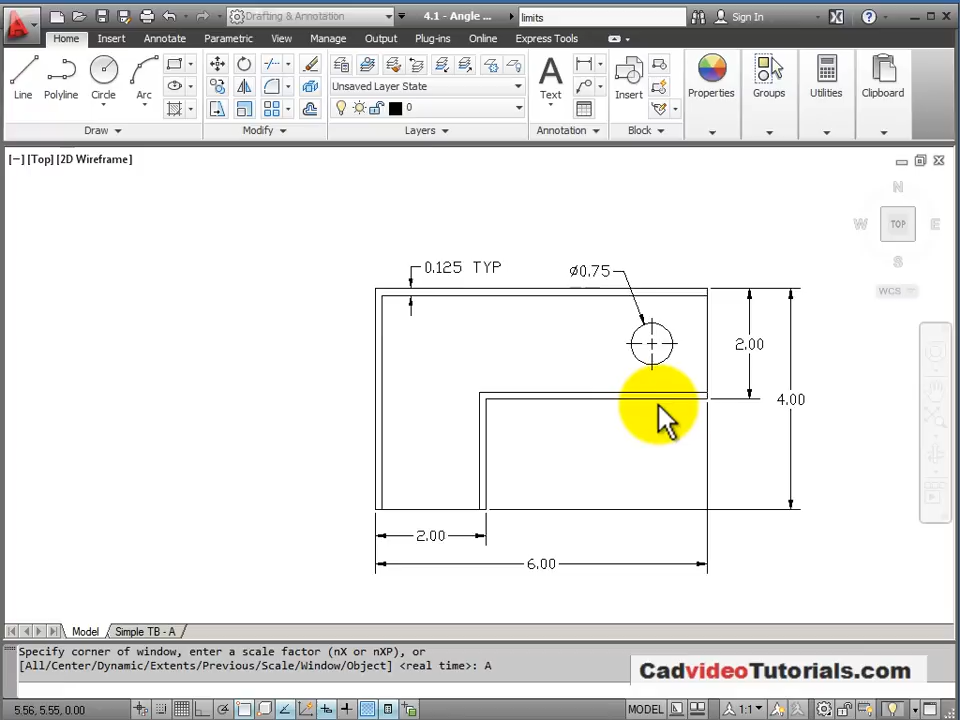 Drafting & Annotation
4.1 - Angle ...
limits
Sign In
Home
Insert
Annotate
Parametric
View
Manage
Output
Plug-ins
Online
Express Tools
Line
Polyline
Circle
Arc
Draw
Modify
Unsaved Layer State
0
Layers
Text
Annotation
Insert
Block
Properties
Groups
Utilities
Clipboard
[−] [Top] [2D Wireframe]
N
W
TOP
E
S
WCS
0.125 TYP
Ø0.75
2.00
4.00
2.00
6.00
Model
Simple TB - A
Specify corner of window, enter a scale factor (nX or nXP), or
[All/Center/Dynamic/Extents/Previous/Scale/Window/Object] <real time>: A
CadvideoTutorials.com
5.56, 5.55, 0.00
MODEL
1:1